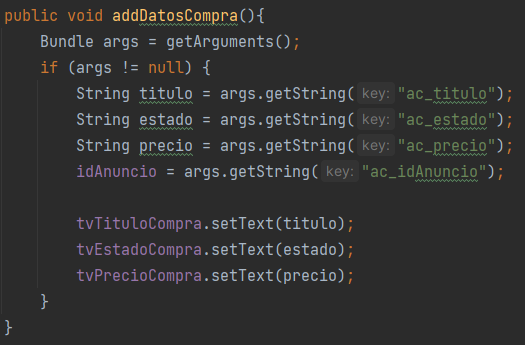 public void addDatosCompra(){
Bundle args = getArguments();
if (args != null) {
String titulo = args.getString( key: "ac_titulo");
String estado = args.getString( key: "ac_estado");
String precio = args.getString( key: "ac_precio");
idAnuncio = args.getString( key: "ac_idAnuncio");
tvTituloCompra.setText(titulo);
tvEstadoCompra.setText(estado);
tvPrecioCompra.setText(precio);
}
}